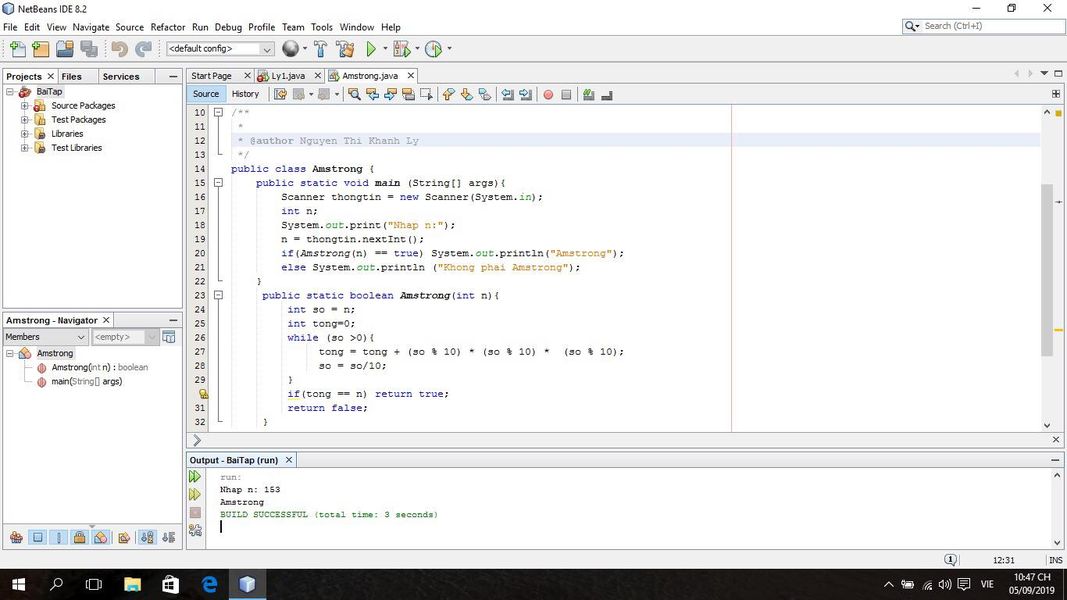 NetBeans IDE 8.2
File Edit View Navigate Source Refactor Run Debug Profile Team Tools Window Help
Search (Ctrl+I)
<default config>
Projects Files Services
Start Page Ly1.java Amstrong.java
Source History
BaiTap
Source Packages
Test Packages
Libraries
Test Libraries
10 /**
11 *
12 * @author Nguyen Thi Khanh Ly
13 */
14 public class Amstrong {
15 public static void main (String[] args){
16 Scanner thongtin = new Scanner(System.in);
17 int n;
18 System.out.print("Nhap n:");
19 n = thongtin.nextInt();
20 if(Amstrong(n) == true) System.out.println("Amstrong");
21 else System.out.println ("Khong phai Amstrong");
22 }
23 public static boolean Amstrong(int n){
24 int so = n;
25 int tong=0;
26 while (so >0){
27 tong = tong + (so % 10) * (so % 10) * (so % 10);
28 so = so/10;
29 }
if(tong == n) return true;
31 return false;
32 }
Amstrong - Navigator
Members <empty>
Amstrong
Amstrong(int n) : boolean
main(String[] args)
Output - BaiTap (run)
run:
Nhap n: 153
Amstrong
BUILD SUCCESSFUL (total time: 3 seconds)
1 12:31 INS
VIE
10:47 CH
05/09/2019